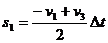 s₁ = (−v₁ + v₃)/2 Δt